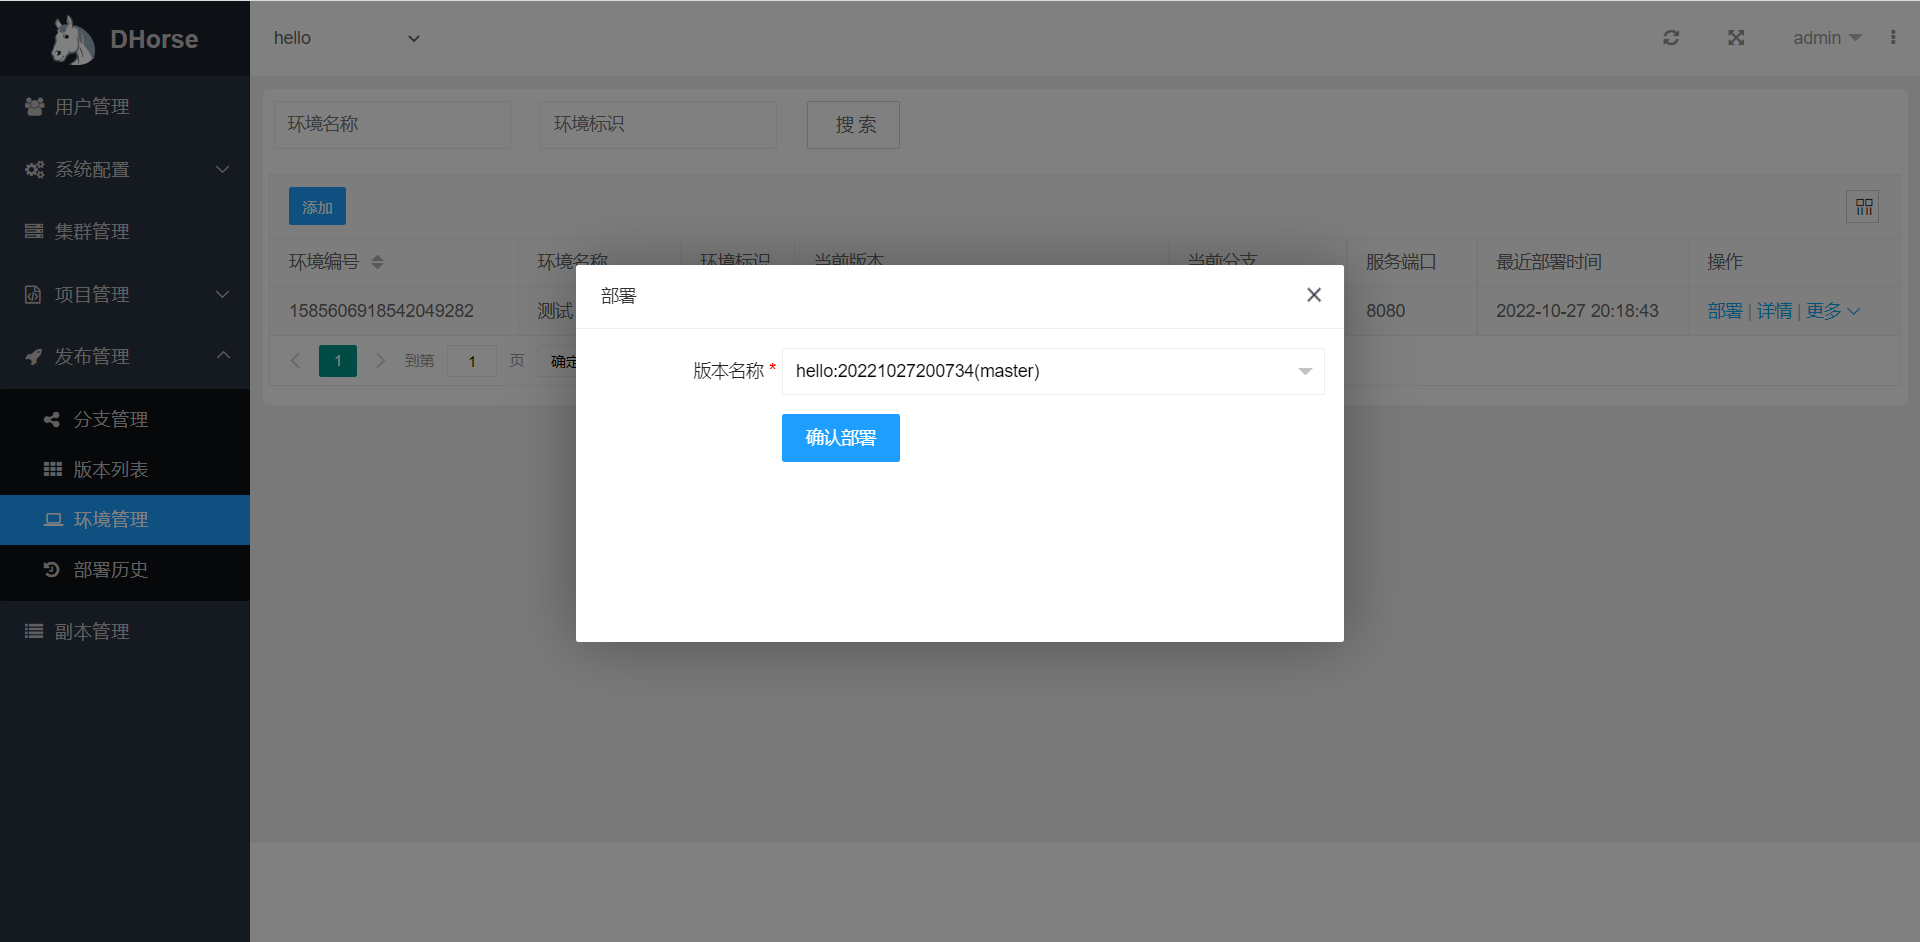 DHorse
hello
admin
用户管理
系统配置
集群管理
项目管理
发布管理
分支管理
版本列表
环境管理
部署历史
副本管理
环境名称 环境标识 搜 索
添加
环境编号 环境名称 环境标识 当前版本 当前分支 服务端口 最近部署时间 操作
1585606918542049282 测试 8080 2022-10-27 20:18:43 部署 | 详情 | 更多
1 到第 1 页 确定
部署
版本名称 * hello:20221027200734(master)
确认部署